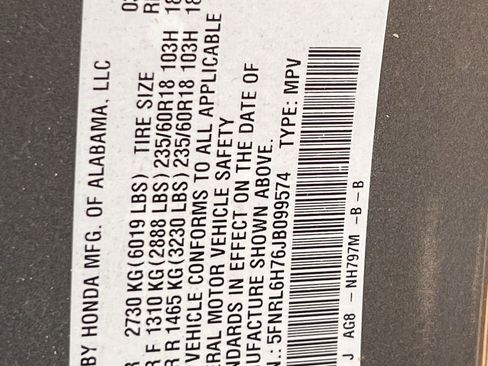 BY HONDA MFG. OF ALABAMA, LLC
2730 KG(6019 LBS) TIRE SIZE
F 1310 KG(2888 LBS)235/60R18 103H
R 1465 KG(3230 LBS)235/60R18 103H
VEHICLE CONFORMS TO ALL APPLICABLE
ERAL MOTOR VEHICLE SAFETY
NDARDS IN EFFECT ON THE DATE OF
UFACTURE SHOWN ABOVE.
N.: 5FNRL6H76JB099574 TYPE: MPV
J AG8 - NH797M -B-B